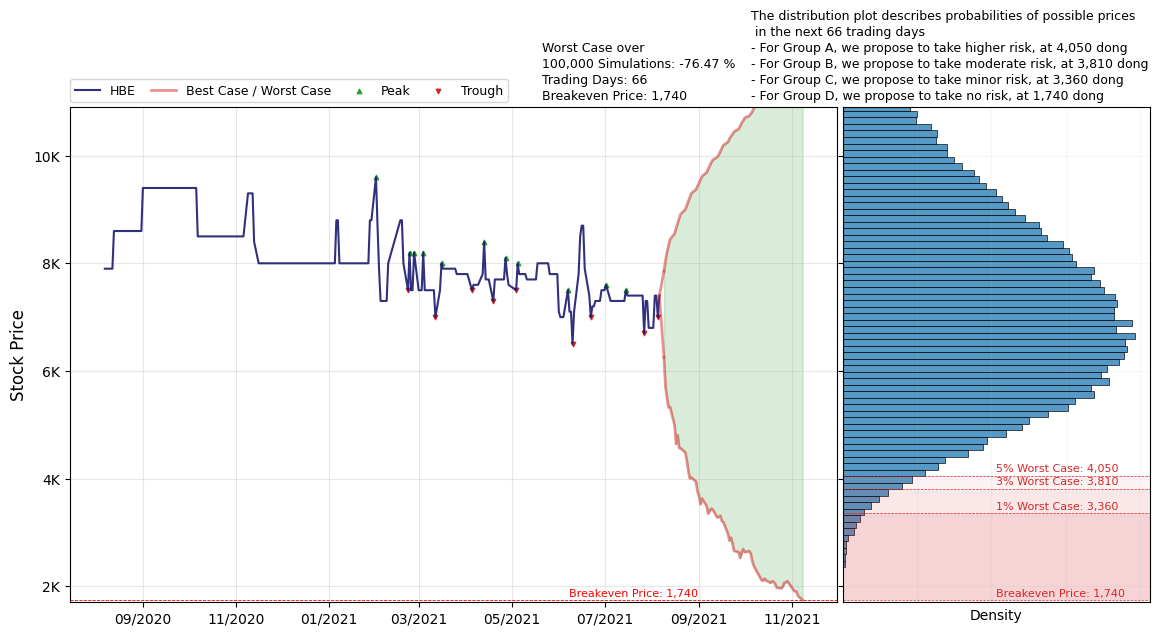 The distribution plot describes probabilities of possible prices
in the next 66 trading days
- For Group A, we propose to take higher risk, at 4,050 dong
- For Group B, we propose to take moderate risk, at 3,810 dong
- For Group C, we propose to take minor risk, at 3,360 dong
- For Group D, we propose to take no risk, at 1,740 dong
Worst Case over
100,000 Simulations: -76.47 %
Trading Days: 66
Breakeven Price: 1,740
HBE
Best Case / Worst Case
Peak
Trough
Stock Price
10K
8K
6K
4K
2K
Breakeven Price: 1,740
09/2020
11/2020
01/2021
03/2021
05/2021
07/2021
09/2021
11/2021
5% Worst Case: 4,050
3% Worst Case: 3,810
1% Worst Case: 3,360
Breakeven Price: 1,740
Density